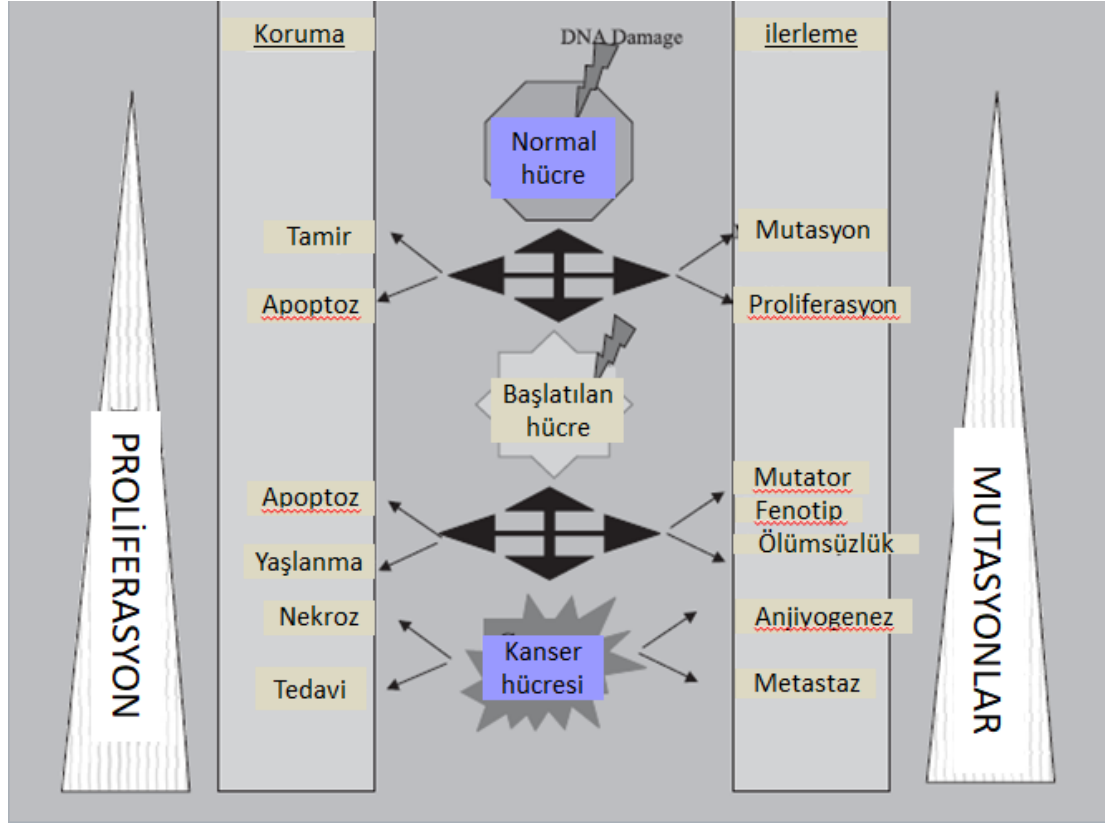 Koruma
DNA Damage
ilerleme
Normal
hücre
Tamir
Mutasyon
Apoptoz
Proliferasyon
Başlatılan
hücre
PROLİFERASYON
MUTASYONLAR
Apoptoz
Mutator
Fenotip
Yaşlanma
Ölümsüzlük
Nekroz
Anjivogenez
Kanser
hücresi
Tedavi
Metastaz